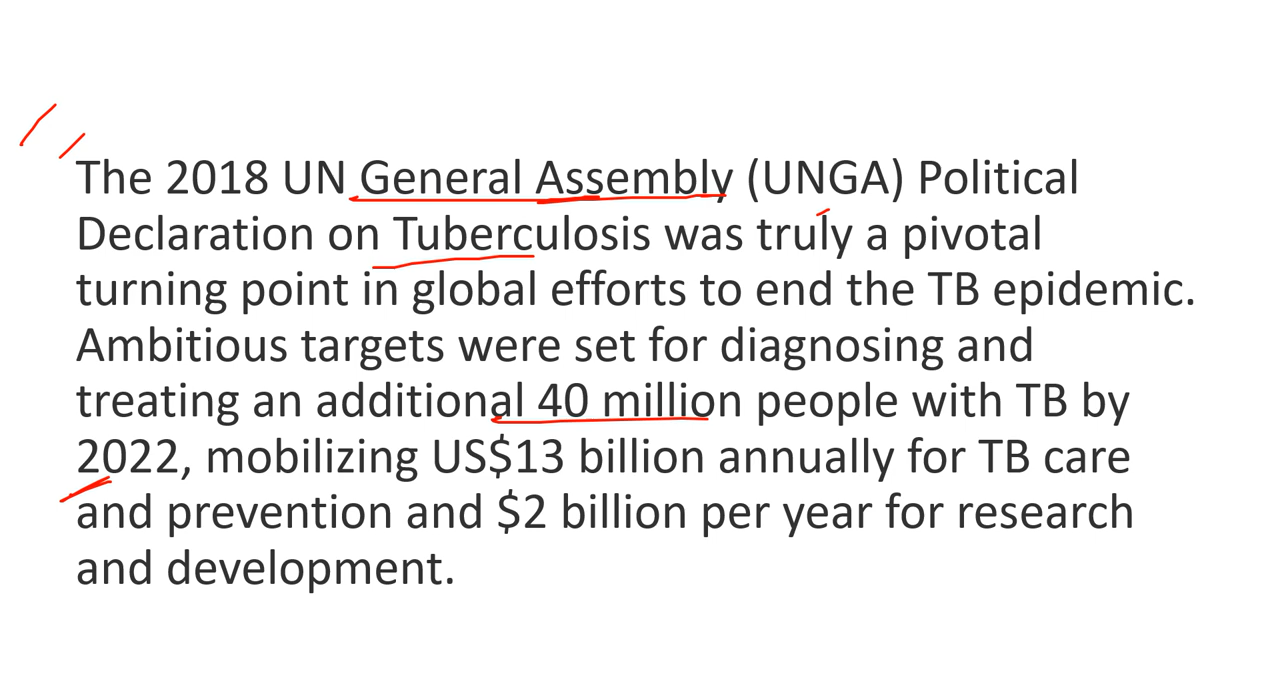 The 2018 UN General Assembly (UNGA) Political
Declaration on Tuberculosis was truly a pivotal
turning point in global efforts to end the TB epidemic.
Ambitious targets were set for diagnosing and
treating an additional 40 million people with TB by
2022, mobilizing US$13 billion annually for TB care
and prevention and $2 billion per year for research
and development.